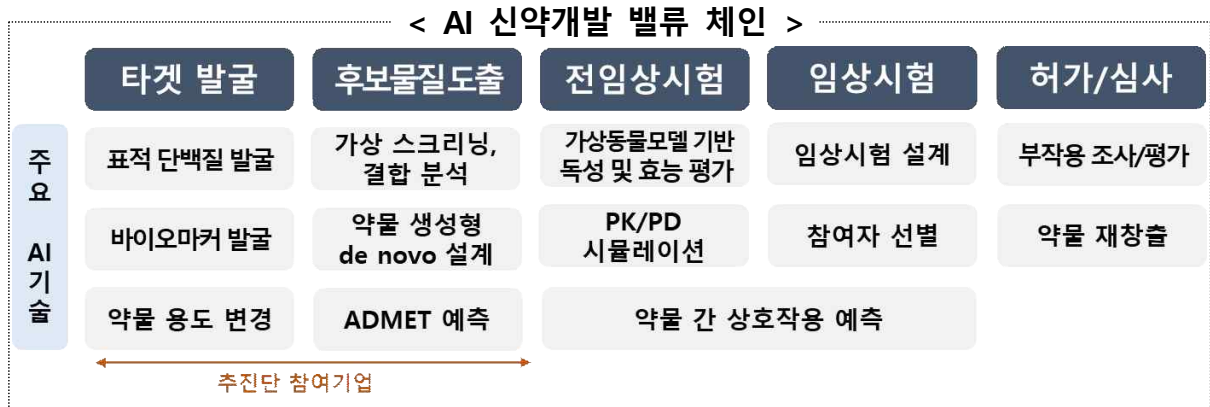 < AI 신약개발 밸류 체인 >
타겟 발굴
후보물질도출
전임상시험
임상시험
허가/심사
주요 AI 기술
표적 단백질 발굴
가상 스크리닝,
결합 분석
가상동물모델 기반
독성 및 효능 평가
임상시험 설계
부작용 조사/평가
바이오마커 발굴
약물 생성형
de novo 설계
PK/PD
시뮬레이션
참여자 선별
약물 재창출
약물 용도 변경
ADMET 예측
약물 간 상호작용 예측
추진단 참여기업